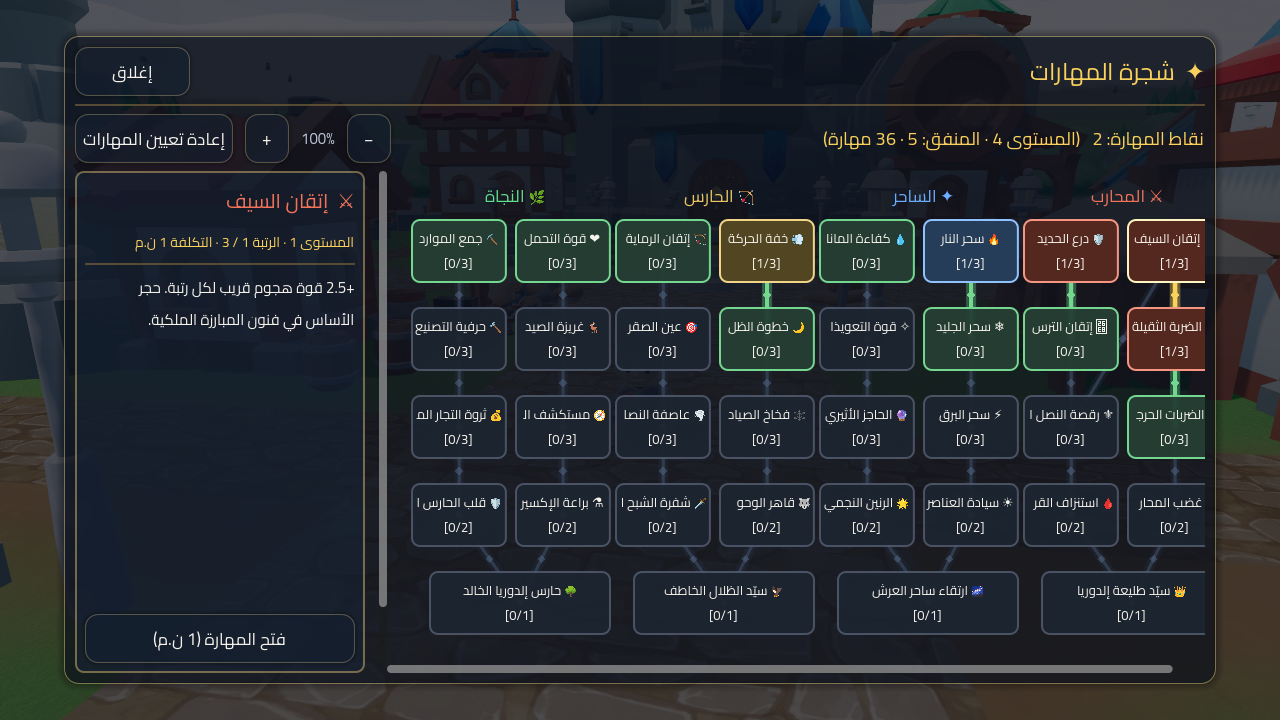 ✦ شجرة المهارات
إغلاق
نقاط المهارة: 2 (المستوى 4 · المنفق: 5 · 36 مهارة)
−
100%
+
إعادة تعيين المهارات
⚔ المحارب
✦ الساحر
🏹 الحارس
🌿 النجاة
إتقان السيف
[1/3]
🛡 درع الحديد
[1/3]
🔥 سحر النار
[1/3]
💧 كفاءة المانا
[0/3]
💨 خفة الحركة
[1/3]
🏹 إتقان الرماية
[0/3]
❤ قوة التحمل
[0/3]
⛏ جمع الموارد
[0/3]
الضربة الثقيلة
[1/3]
إتقان الترس
[0/3]
❄ سحر الجليد
[0/3]
✧ قوة التعويذا
[0/3]
🌙 خطوة الظل
[0/3]
🎯 عين الصقر
[0/3]
🦌 غريزة الصيد
[0/3]
🔨 حرفية التصنيع
[0/3]
الضربات الحرج
[0/3]
⚜ رقصة النصل ا
[0/3]
⚡ سحر البرق
[0/3]
🔮 الحاجز الأثيري
[0/3]
🕸 فخاخ الصياد
[0/3]
🌪 عاصفة النصا
[0/3]
🧭 مستكشف الـ
[0/3]
💰 ثروة التجار الم
[0/3]
غضب المحار
[0/2]
🩸 استنزاف القر
[0/2]
☀ سيادة العناصر
[0/2]
🌟 الرنين النجمي
[0/2]
🐺 قاهر الوحو
[0/2]
🗡 شفرة الشبح ا
[0/2]
⚗ براعة الإكسير
[0/2]
🛡 قلب الحارس ا
[0/2]
👑 سيّد طليعة إلدوريا
[0/1]
🌌 ارتقاء ساحر العرش
[0/1]
🦅 سيّد الظلال الخاطف
[0/1]
🌳 حارس إلدوريا الخالد
[0/1]
⚔ إتقان السيف
المستوى 1 · الرتبة 1 / 3 · التكلفة 1 ن.م
+2.5 قوة هجوم قريب لكل رتبة. حجر
الأساس في فنون المبارزة الملكية.
فتح المهارة (1 ن.م)